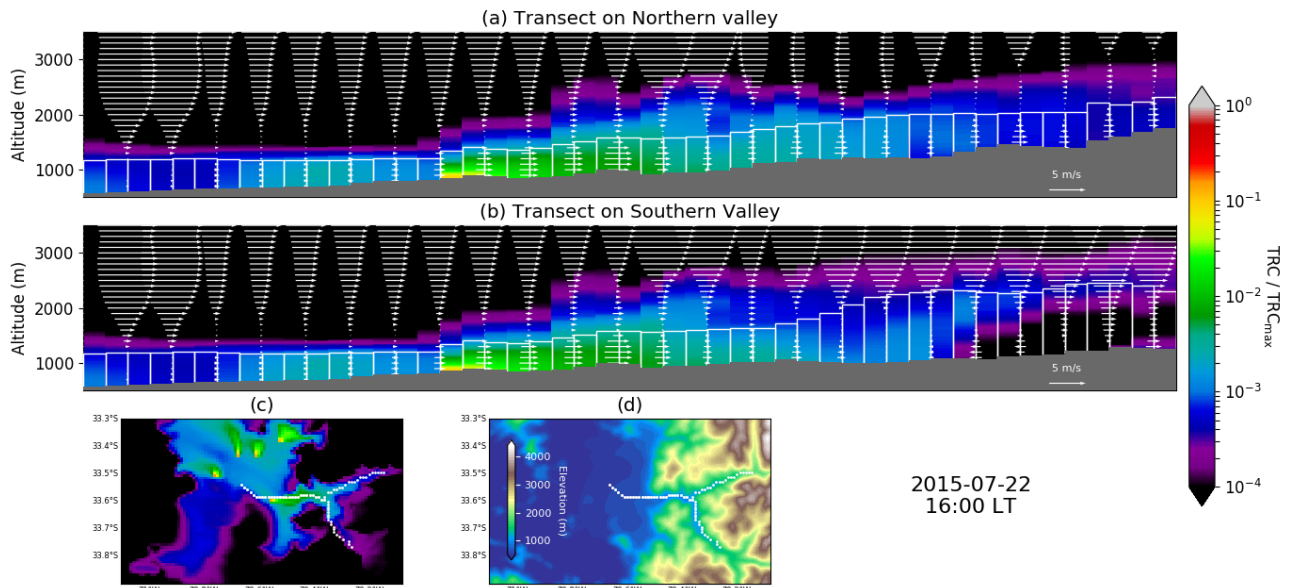 (a) Transect on Northern valley
Altitude (m)
3000
2000
1000
5 m/s
(b) Transect on Southern Valley
Altitude (m)
3000
2000
1000
5 m/s
10⁰
10⁻¹
10⁻²
10⁻³
10⁻⁴
TRC / TRCmax
(c)
33.3°S
33.4°S
33.5°S
33.6°S
33.7°S
33.8°S
(d)
33.3°S
33.4°S
33.5°S
33.6°S
33.7°S
33.8°S
4000
3000
2000
1000
Elevation (m)
2015-07-22
16:00 LT